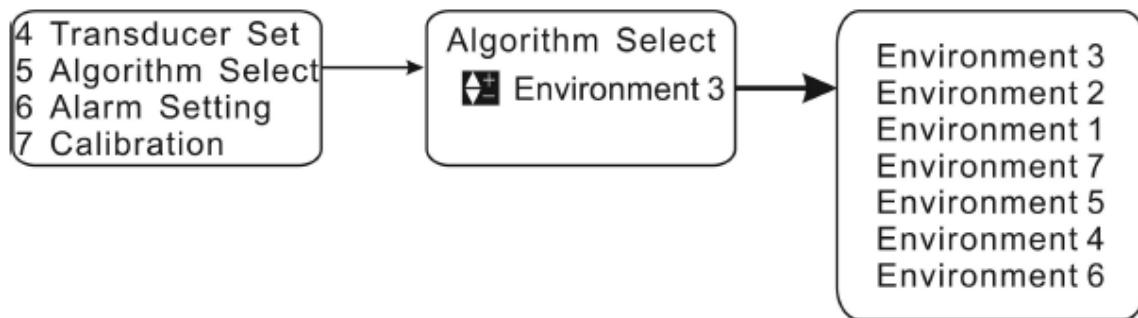 4 Transducer Set
5 Algorithm Select
6 Alarm Setting
7 Calibration
Algorithm Select
Environment 3
Environment 3
Environment 2
Environment 1
Environment 7
Environment 5
Environment 4
Environment 6